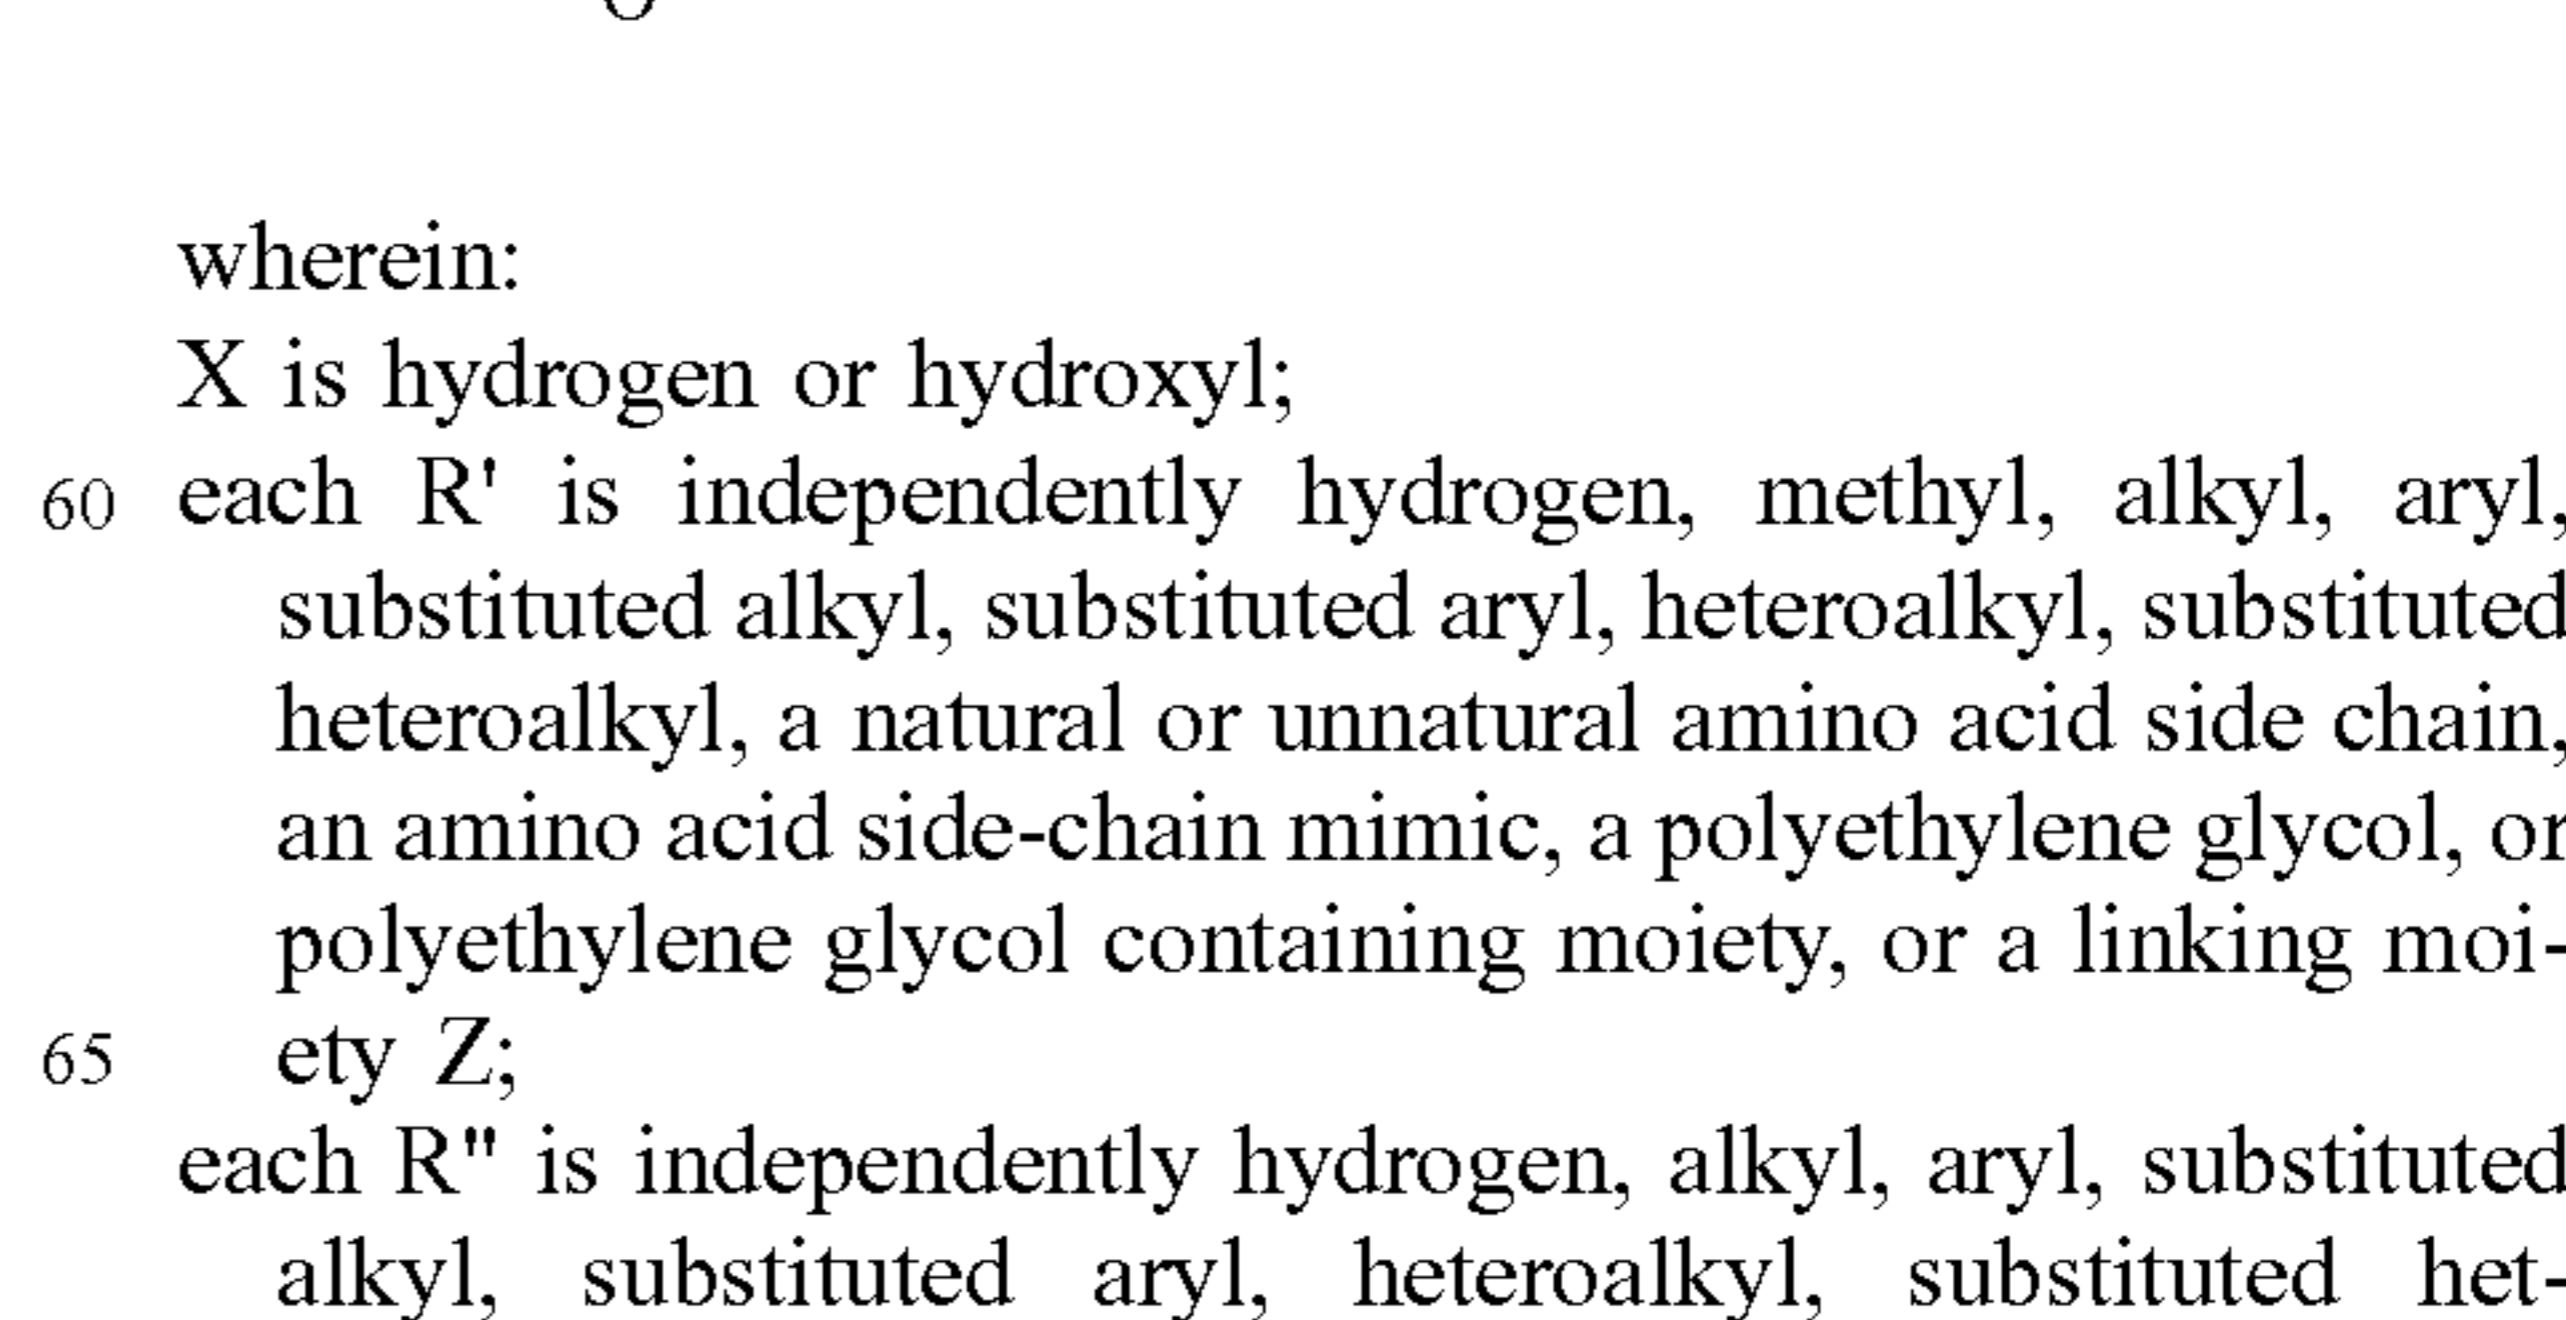 wherein:
X is hydrogen or hydroxyl;
60 each R' is independently hydrogen, methyl, alkyl, aryl,
substituted alkyl, substituted aryl, heteroalkyl, substituted
heteroalkyl, a natural or unnatural amino acid side chain,
an amino acid side-chain mimic, a polyethylene glycol, or
polyethylene glycol containing moiety, or a linking moi-
65 ety Z;
each R" is independently hydrogen, alkyl, aryl, substituted
alkyl, substituted aryl, heteroalkyl, substituted het-